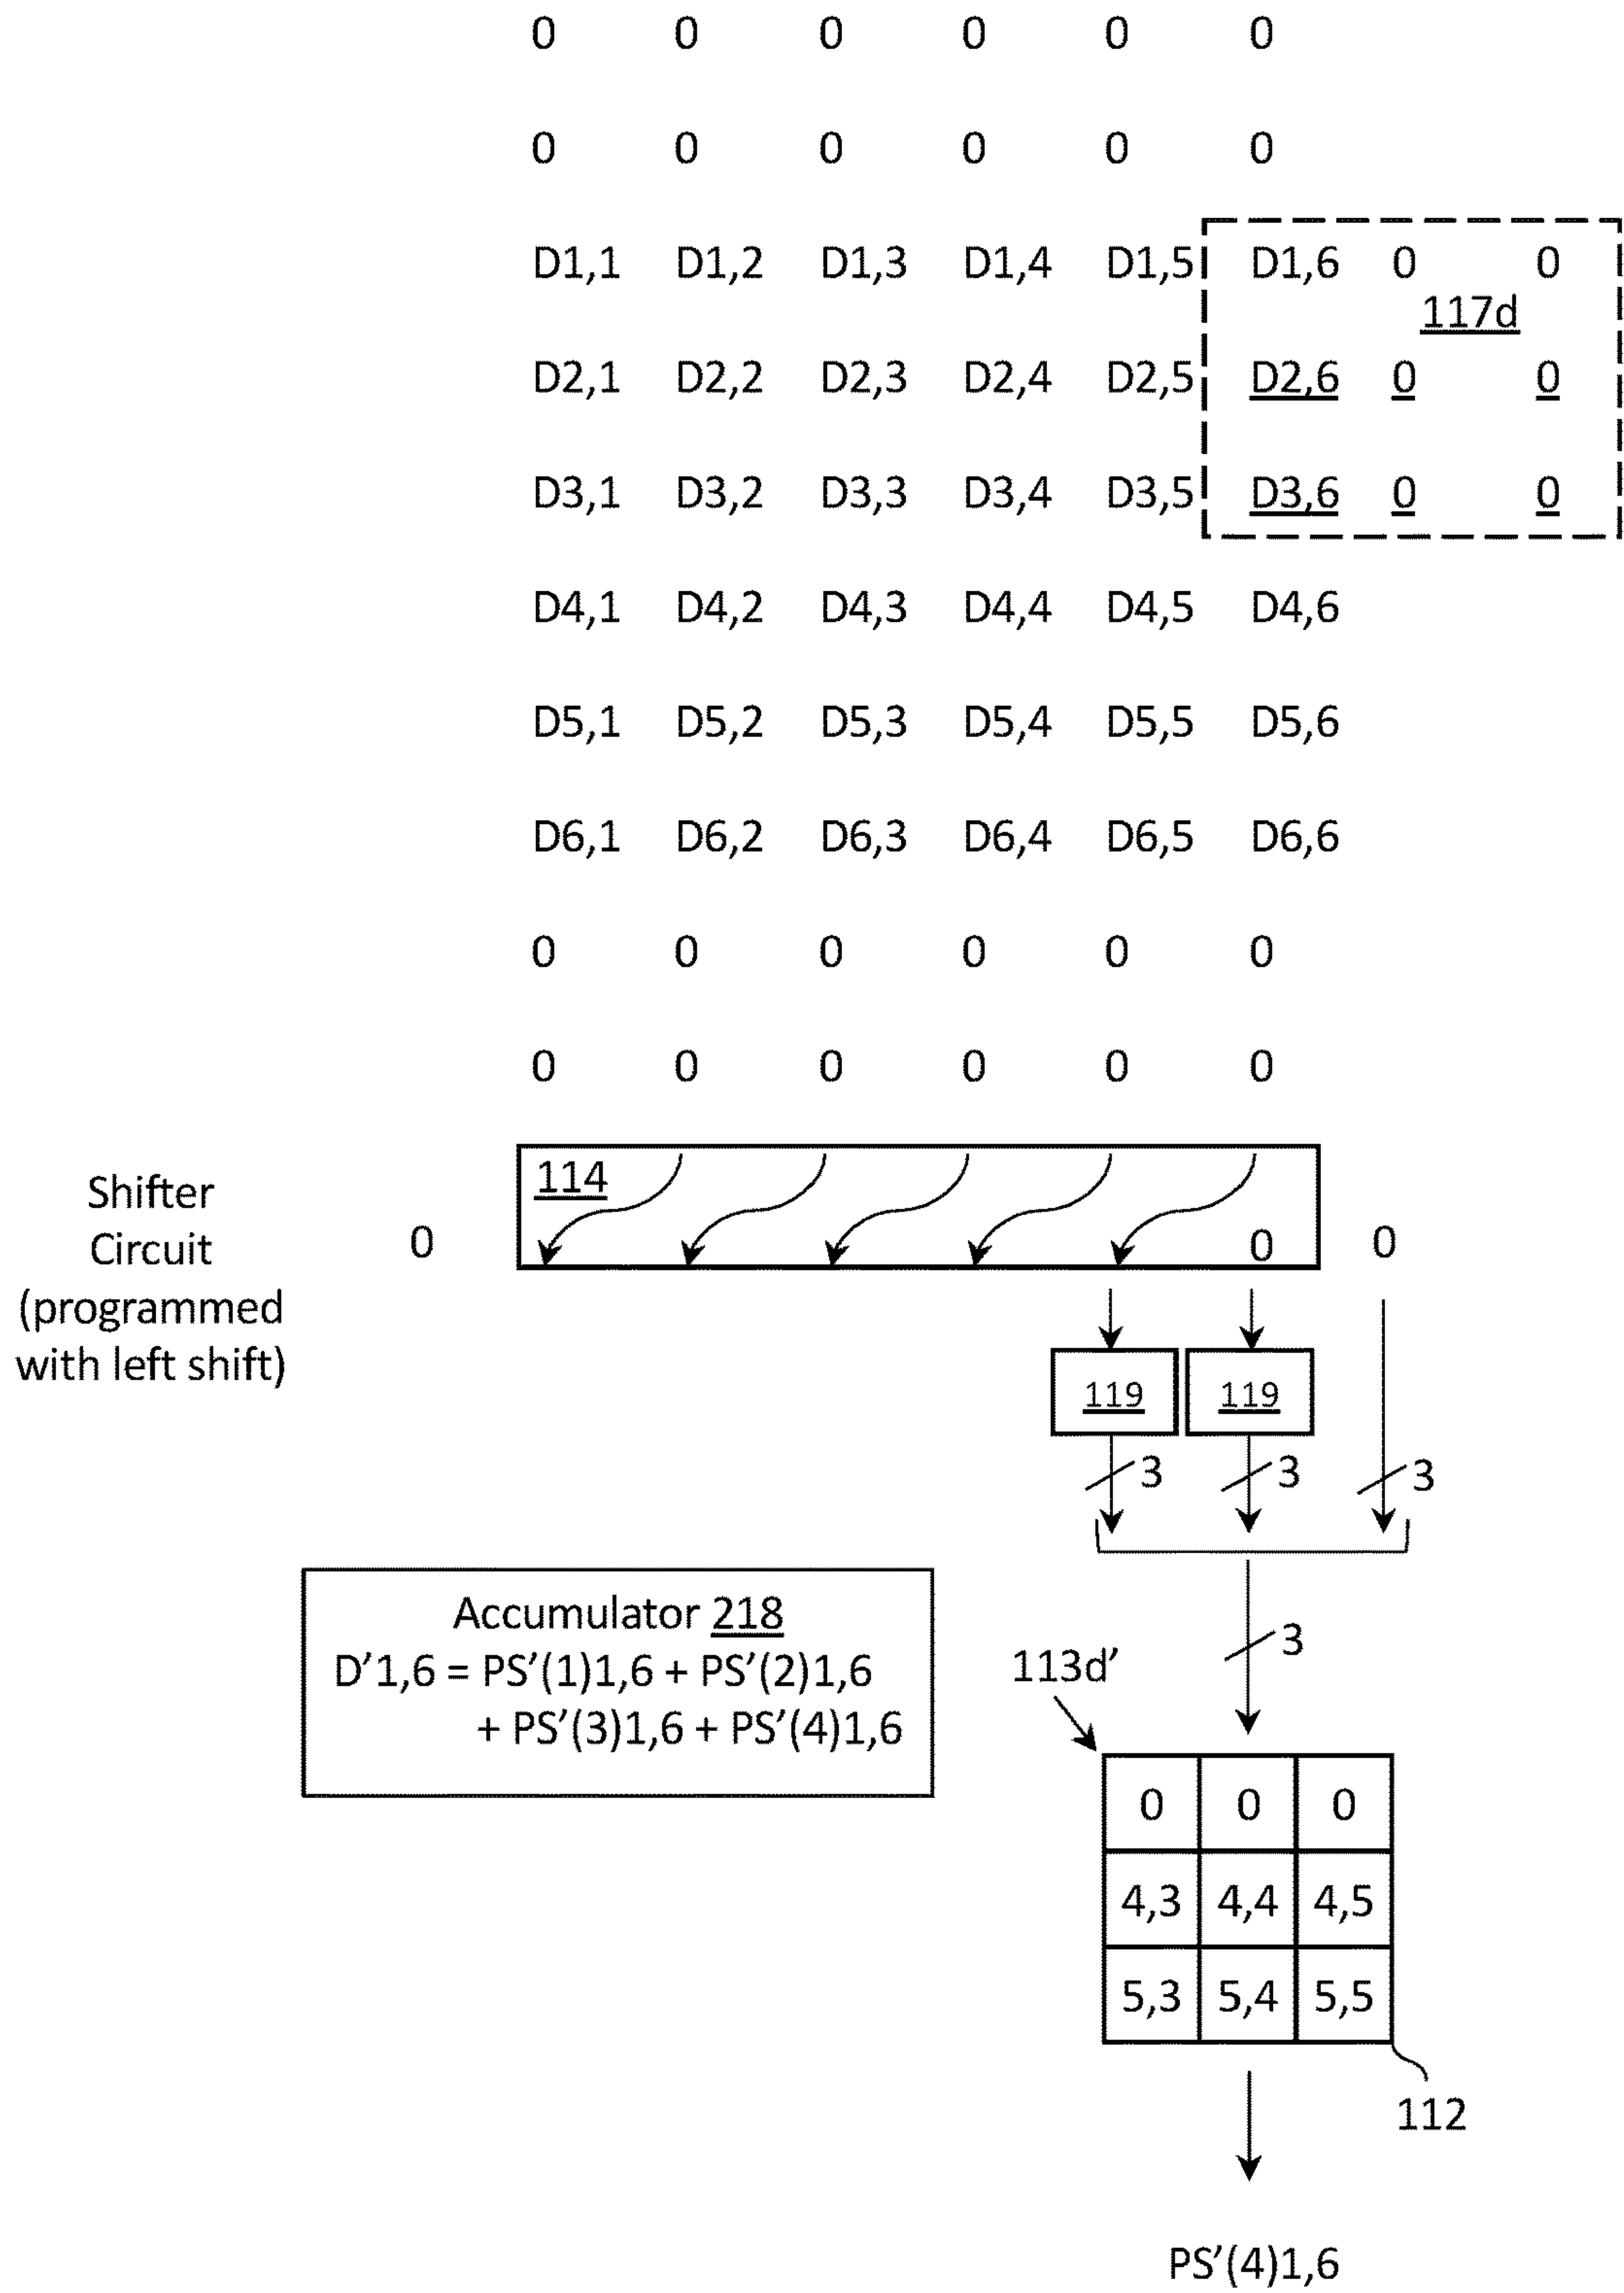 0 0 0 0 0 0
0 0 0 0 0 0
D1,1 D1,2 D1,3 D1,4 D1,5 D1,6 0 0
117d
D2,1 D2,2 D2,3 D2,4 D2,5 D2,6 0 0
D3,1 D3,2 D3,3 D3,4 D3,5 D3,6 0 0
D4,1 D4,2 D4,3 D4,4 D4,5 D4,6
D5,1 D5,2 D5,3 D5,4 D5,5 D5,6
D6,1 D6,2 D6,3 D6,4 D6,5 D6,6
0 0 0 0 0 0
0 0 0 0 0 0
Shifter
Circuit
(programmed
with left shift)
0
114
0
0
119 119
3 3 3
Accumulator 218
D’1,6 = PS’(1)1,6 + PS’(2)1,6
+ PS’(3)1,6 + PS’(4)1,6
3
113d’
0 0 0
4,3 4,4 4,5
5,3 5,4 5,5
112
PS’(4)1,6